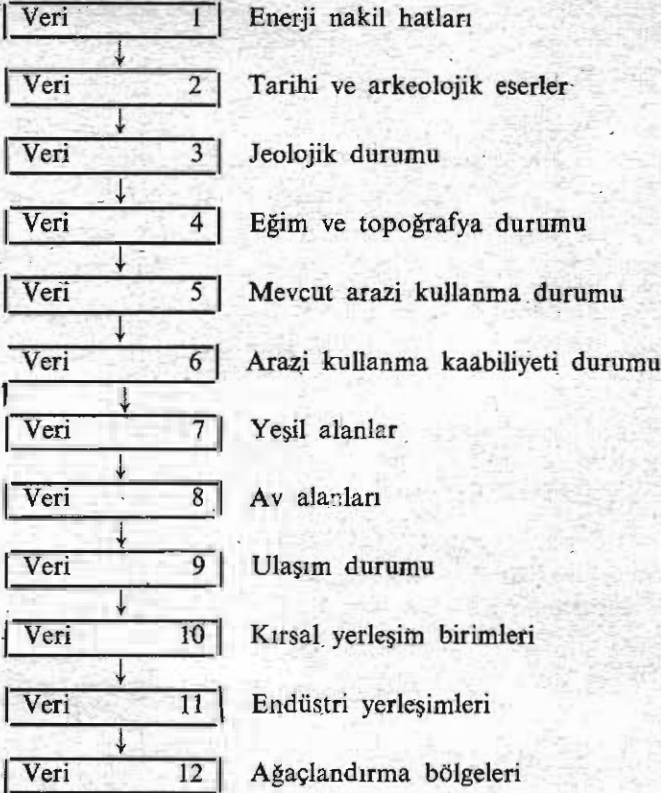 Veri 1 Enerji nakil hatları
Veri 2 Tarihi ve arkeolojik eserler
Veri 3 Jeolojik durumu
Veri 4 Eğim ve topoğrafya durumu
Veri 5 Mevcut arazi kullanma durumu
Veri 6 Arazi kullanma kaabiliyeti durumu
Veri 7 Yeşil alanlar
Veri 8 Av alanları
Veri 9 Ulaşım durumu
Veri 10 Kırsal yerleşim birimleri
Veri 11 Endüstri yerleşimleri
Veri 12 Ağaçlandırma bölgeleri